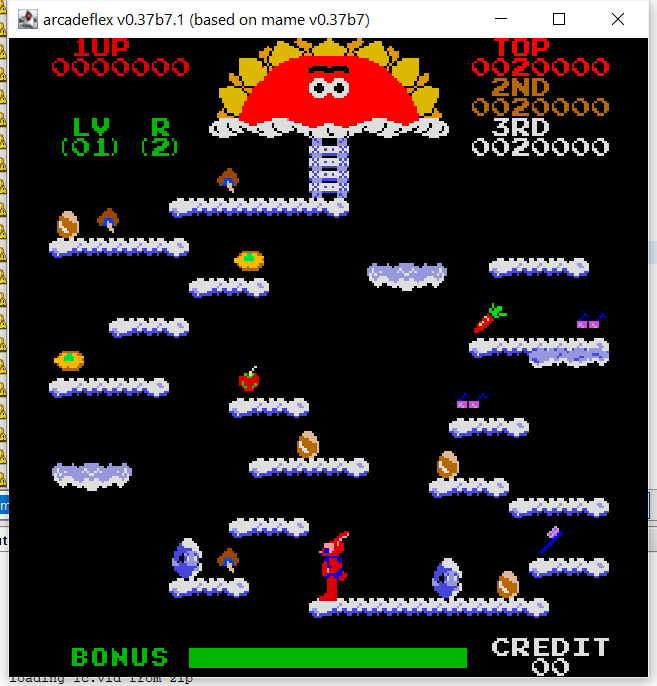 arcadeflex v0.37b7.1 (based on mame v0.37b7)
1UP
0000000
TOP
0020000
2ND
0020000
3RD
0020000
LV R
(01) (2)
BONUS
CREDIT
00
loading ic.vid from zip